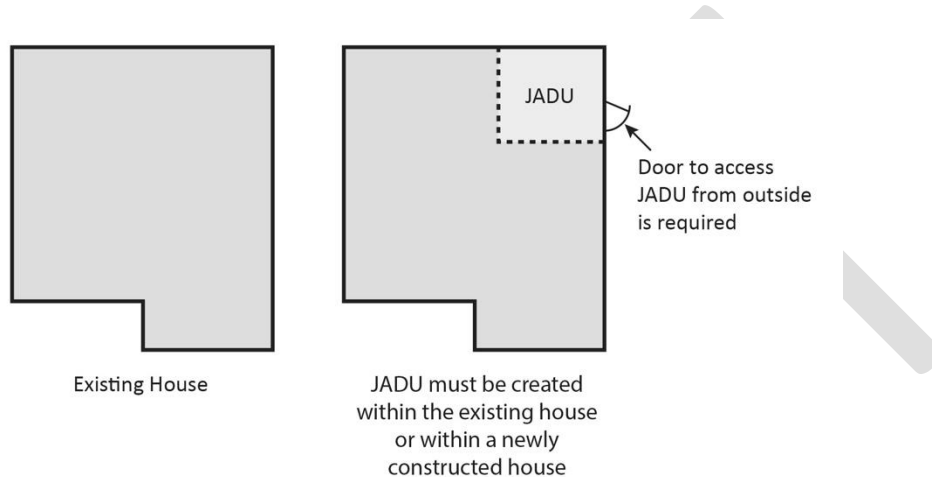 JADU
Door to access
JADU from outside
is required
Existing House
JADU must be created
within the existing house
or within a newly
constructed house